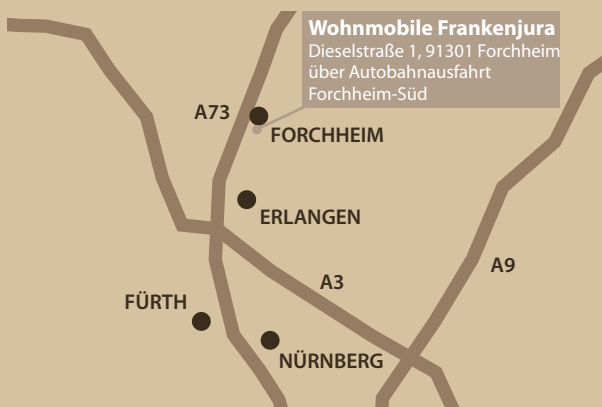 Wohnmobile Frankenjura
Dieselstraße 1, 91301 Forchheim
über Autobahnausfahrt
Forchheim-Süd
A73
FORCHHEIM
ERLANGEN
A9
A3
FÜRTH
NÜRNBERG